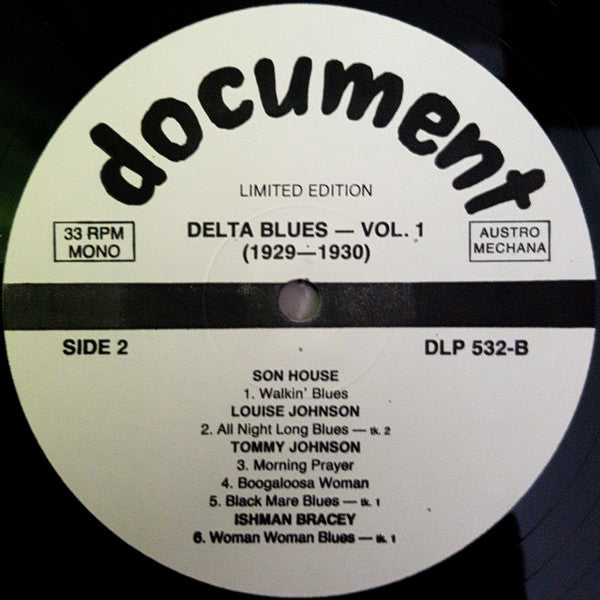 document
LIMITED EDITION
33 RPM
MONO
DELTA BLUES — VOL. 1
(1929—1930)
AUSTRO
MECHANA
SIDE 2
DLP 532-B
SON HOUSE
1. Walkin' Blues
LOUISE JOHNSON
2. All Night Long Blues — tk. 2
TOMMY JOHNSON
3. Morning Prayer
4. Boogaloosa Woman
5. Black Mare Blues — tk. 1
ISHMAN BRACEY
6. Woman Woman Blues — tk. 1